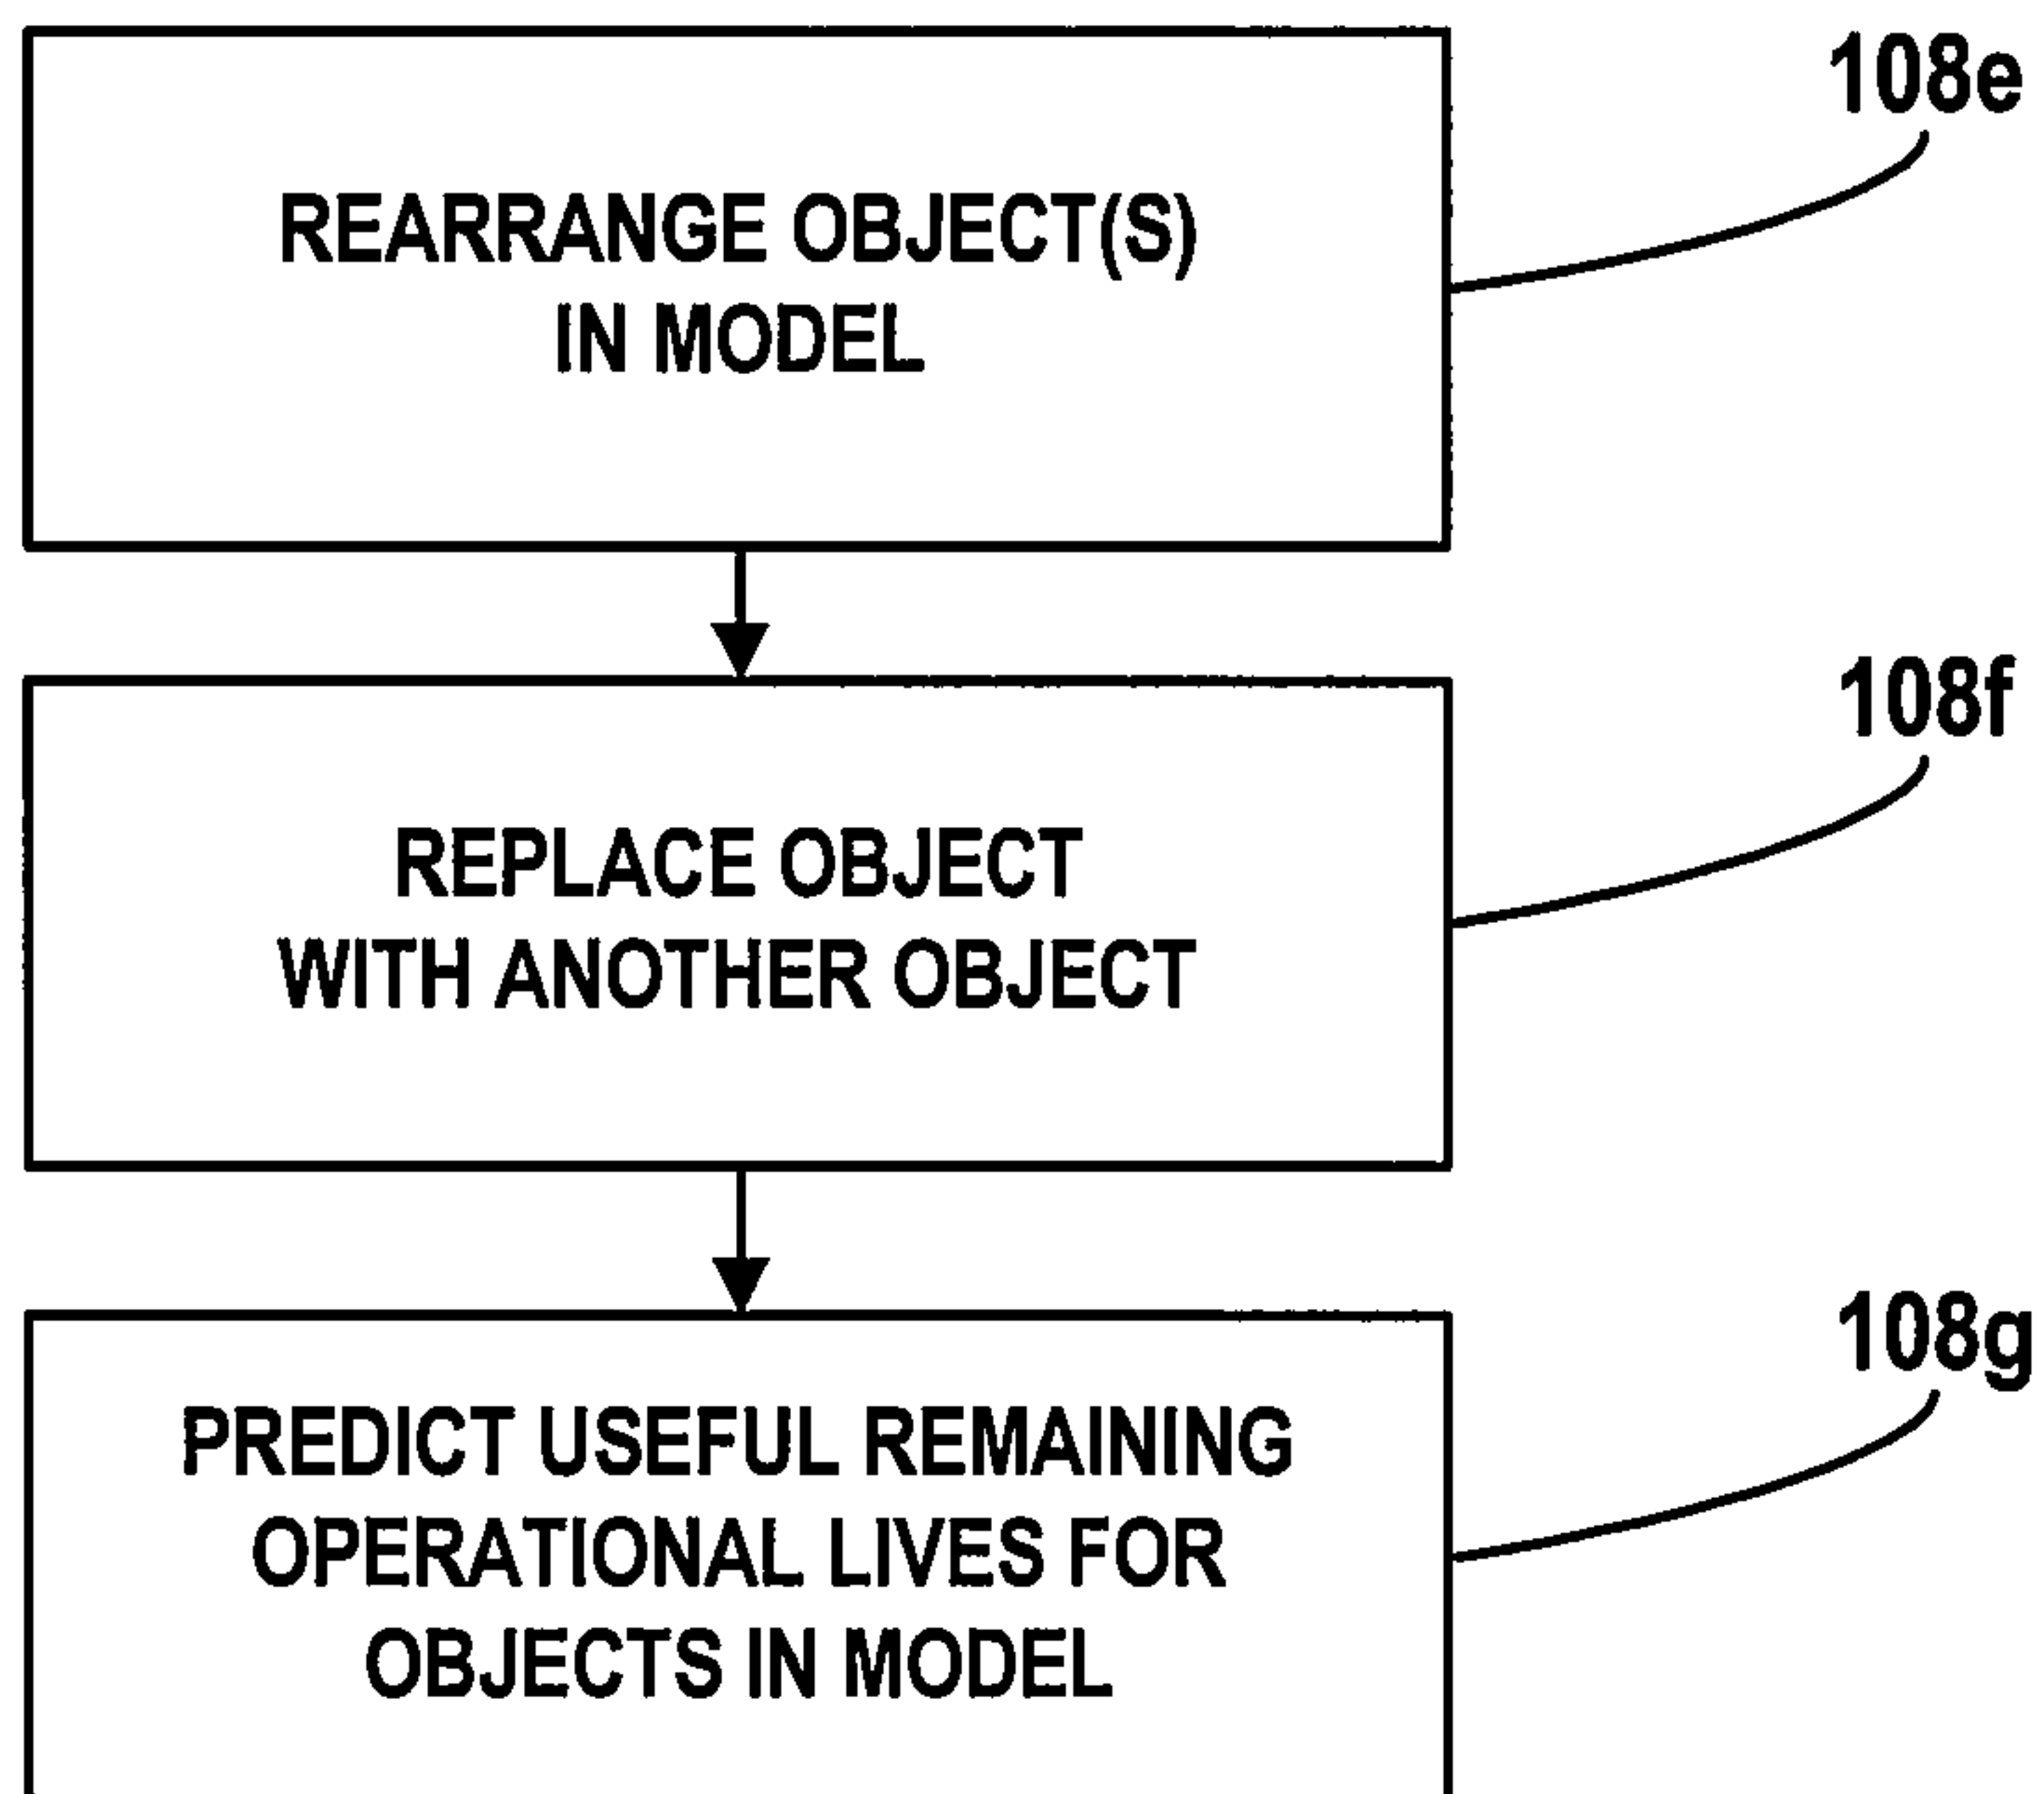 108e
REARRANGE OBJECT(S)
IN MODEL
108f
REPLACE OBJECT
WITH ANOTHER OBJECT
108g
PREDICT USEFUL REMAINING
OPERATIONAL LIVES FOR
OBJECTS IN MODEL